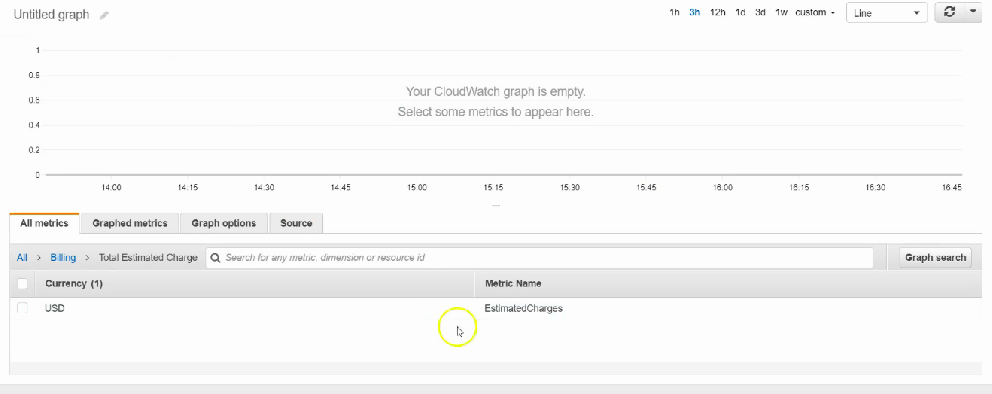 Untitled graph
1h 3h 12h 1d 3d 1w custom Line
1
0.8
0.6
0.4
0.2
0
Your CloudWatch graph is empty.
Select some metrics to appear here.
14:00 14:15 14:30 14:45 15:00 15:15 15:30 15:45 16:00 16:15 16:30 16:45
All metrics Graphed metrics Graph options Source
All > Billing > Total Estimated Charge Search for any metric, dimension or resource id Graph search
Currency (1) Metric Name
USD EstimatedCharges